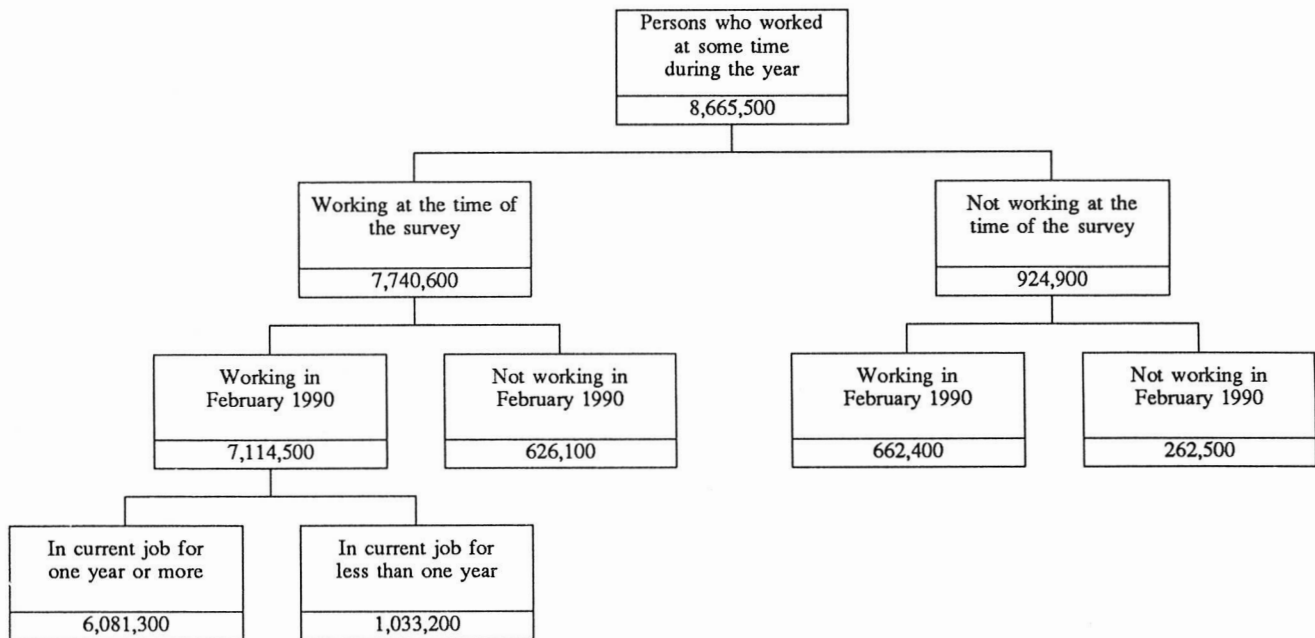 Persons who worked
at some time
during the year
8,665,500
Working at the time of
the survey
7,740,600
Not working at the
time of the survey
924,900
Working in
February 1990
7,114,500
Not working in
February 1990
626,100
Working in
February 1990
662,400
Not working in
February 1990
262,500
In current job for
one year or more
6,081,300
In current job for
less than one year
1,033,200